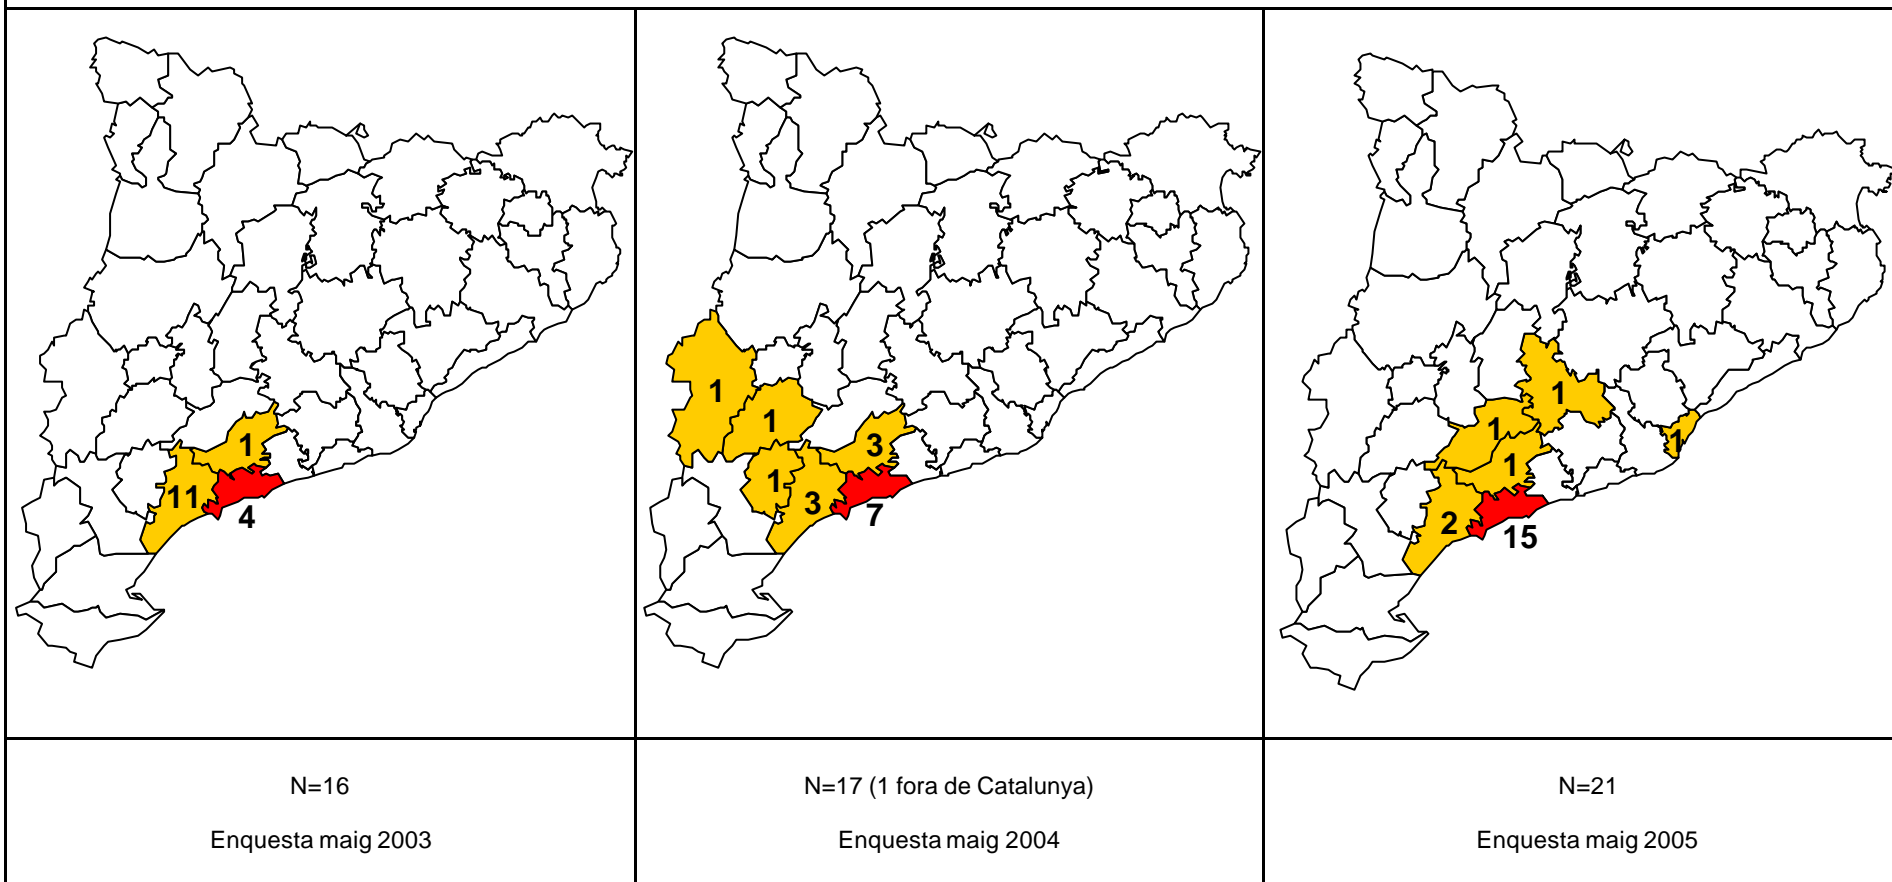 1
11
4
1
1
3
1
3
7
1
1
1
1
2
15
N=16
Enquesta maig 2003
N=17 (1 fora de Catalunya)
Enquesta maig 2004
N=21
Enquesta maig 2005